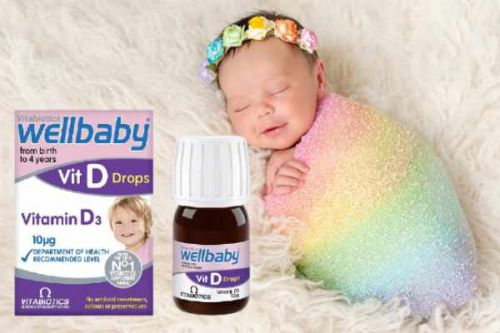 Vitabiotics
wellbaby®
from birth
to 4 years
Vit D Drops
Vitamin D3
10µg
✓DEPARTMENT OF HEALTH
RECOMMENDED LEVEL
No1
VITABIOTICS
No artificial sweeteners,
colours or preservatives
wellbaby
Vit D Drops
VITABIOTICS